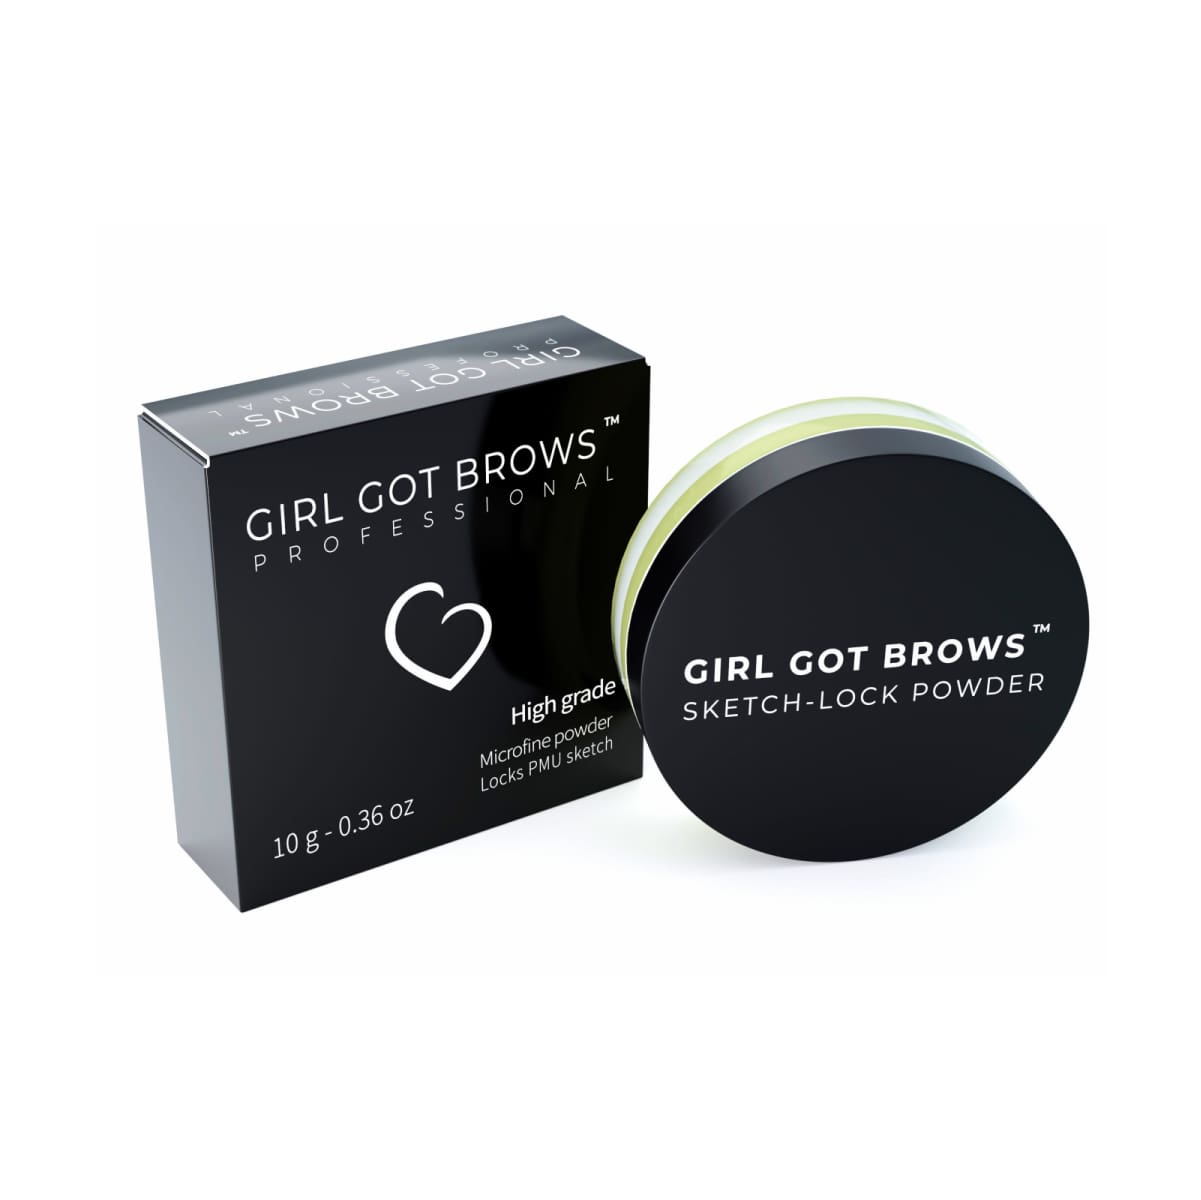 GIRL GOT BROWS™
PROFESSIONAL
GIRL GOT BROWS™
PROFESSIONAL
High grade
Microfine powder
Locks PMU sketch
10 g - 0.36 oz
GIRL GOT BROWS™
SKETCH-LOCK POWDER